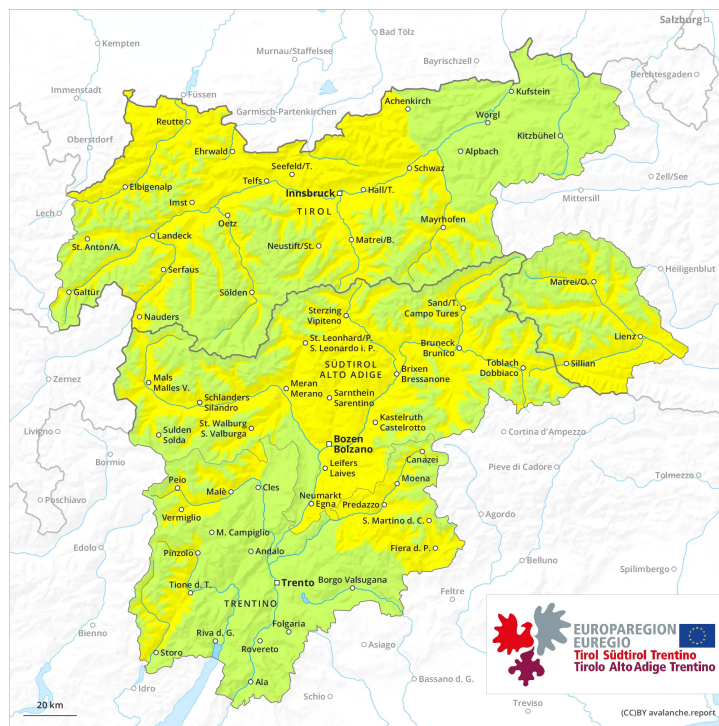 Salzburg
Kempten
Bad Tölz
Murnau/Staffelsee
Bayrischzell
Berchtesgaden
Immenstadt
Füssen
Garmisch-Partenkirchen
Achenkirch
Kufstein
Reutte
Wörgl
Oberstdorf
Ehrwald
Kitzbühel
Alpbach
Seefeld/T.
Telfs
Schwaz
Zell/See
Elbigenalp
Innsbruck
Hall/T.
Mittersill
Imst
TIROL
Lech
Oetz
Mayrhofen
St. Anton/A.
Landeck
Neustift/St.
Matrei/B.
Serfaus
Heiligenblut
Galtür
Sölden
Matrei/O.
Nauders
Sterzing
Vipiteno
Sand/T.
Campo Tures
Lienz
St. Leonhard/P.
S. Leonardo i. P.
Bruneck
Brunico
Sillian
SÜDTIROL
ALTO ADIGE
Toblach
Dobbiaco
Brixen
Bressanone
Zernez
Mals
Malles V.
Meran
Merano
Schlanders
Silandro
Sarnthein
Sarentino
St. Walburg
S. Valburga
Kastelruth
Castelrotto
Livigno
Sulden
Solda
Bozen
Bolzano
Cortina d'Ampezzo
Bormio
Canazei
Pieve di Cadore
Leifers
Laives
Tolmezzo
Peio
Malè
Cles
Moena
Poschiavo
Neumarkt
Egna
Predazzo
Vermiglio
S. Martino d. C.
Agordo
M. Campiglio
Edolo
Pinzolo
Andalo
Fiera d. P.
Belluno
Spilimbergo
Tione d. T.
Trento
Borgo Valsugana
Feltre
TRENTINO
Folgaria
Bienno
Riva d. G.
Rovereto
Asiago
Storo
Bassano d. G.
Idro
Ala
Schio
Treviso
EUROPAREGION
EUREGIO
Tirol Südtirol Trentino
Tirolo AltoAdige Trentino
20 km
(CC)BY avalanche.report